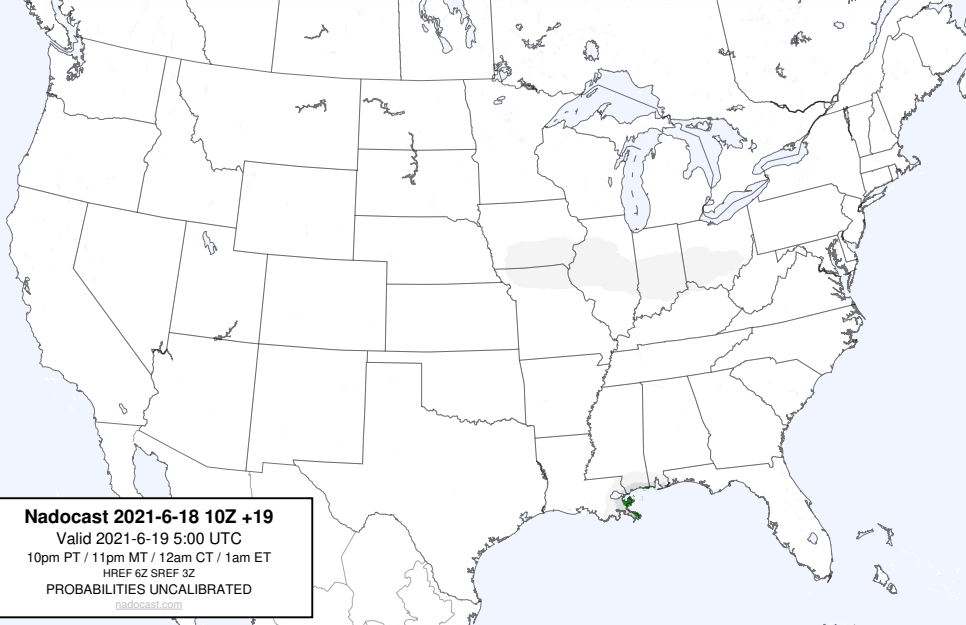 Nadocast 2021-6-18 10Z +19
Valid 2021-6-19 5:00 UTC
10pm PT / 11pm MT / 12am CT / 1am ET
HREF 6Z SREF 3Z
PROBABILITIES UNCALIBRATED
nadocast.com